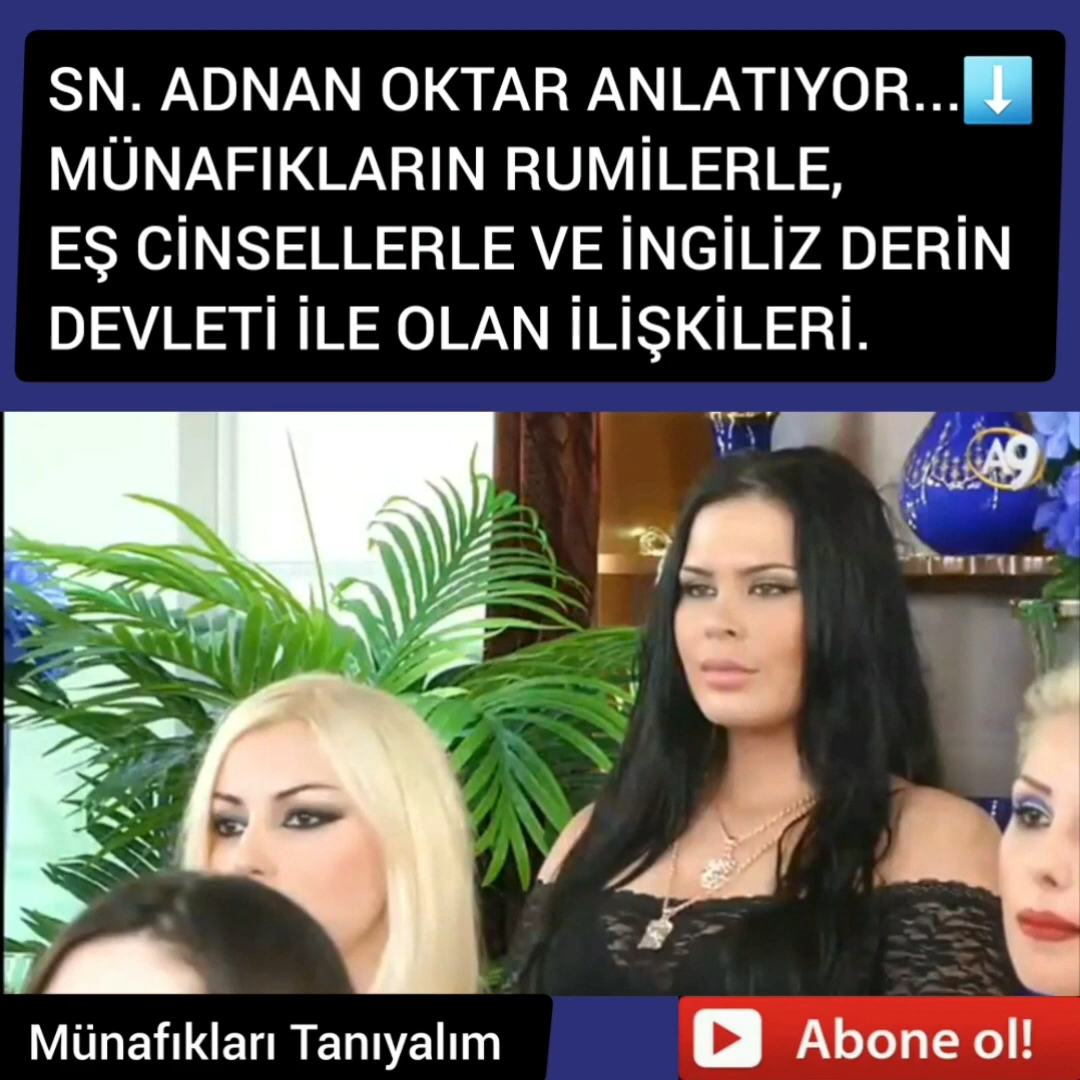 SN. ADNAN OKTAR ANLATIYOR...⬇️
MÜNAFIKLARIN RUMİLERLE,
EŞ CİNSELLERLE VE İNGİLİZ DERİN
DEVLETİ İLE OLAN İLİŞKİLERİ.
A9
Münafıkları Tanıyalım
Abone ol!